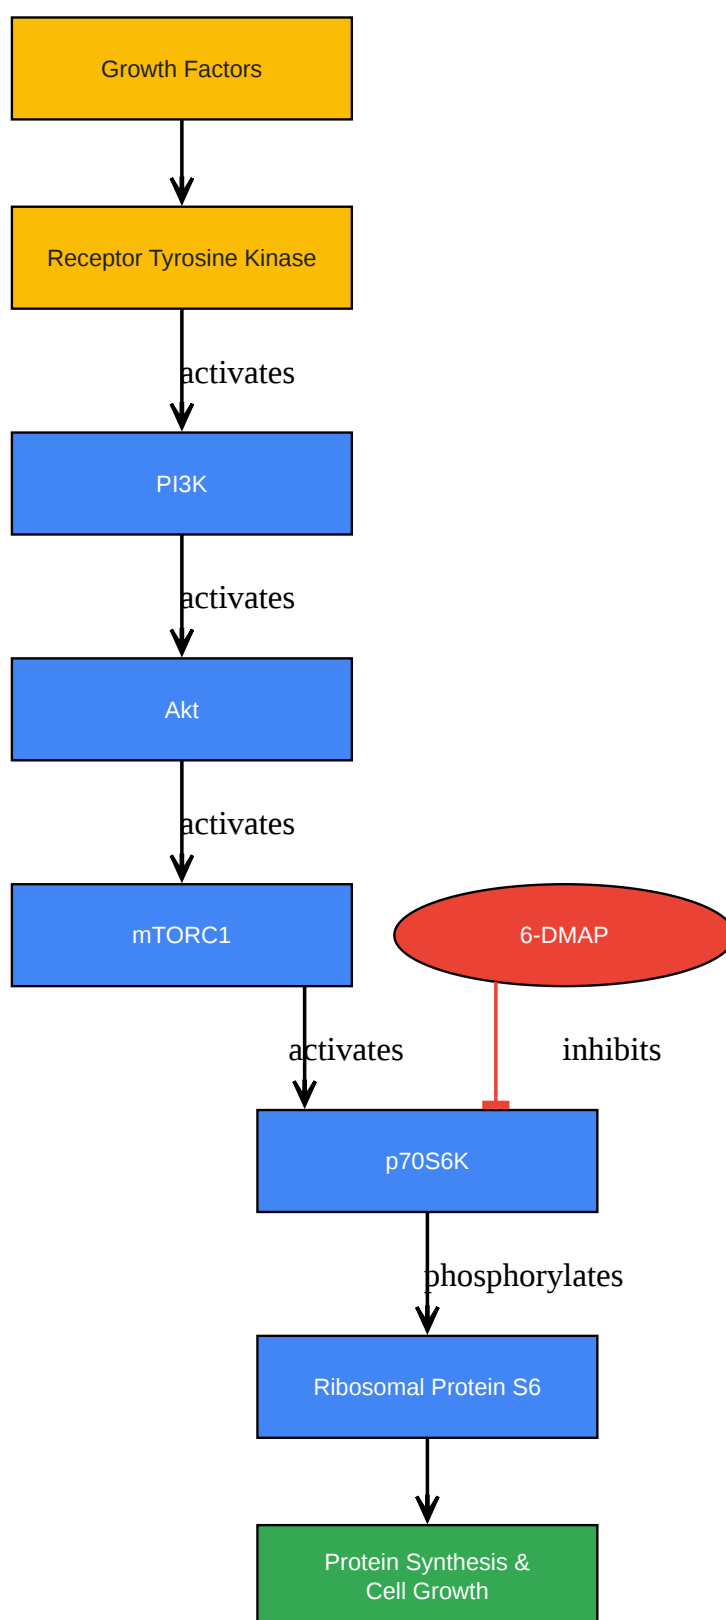 Growth Factors
Receptor Tyrosine Kinase
activates
PI3K
activates
Akt
activates
mTORC1
6-DMAP
activates
inhibits
p70S6K
phosphorylates
Ribosomal Protein S6
Protein Synthesis &
Cell Growth